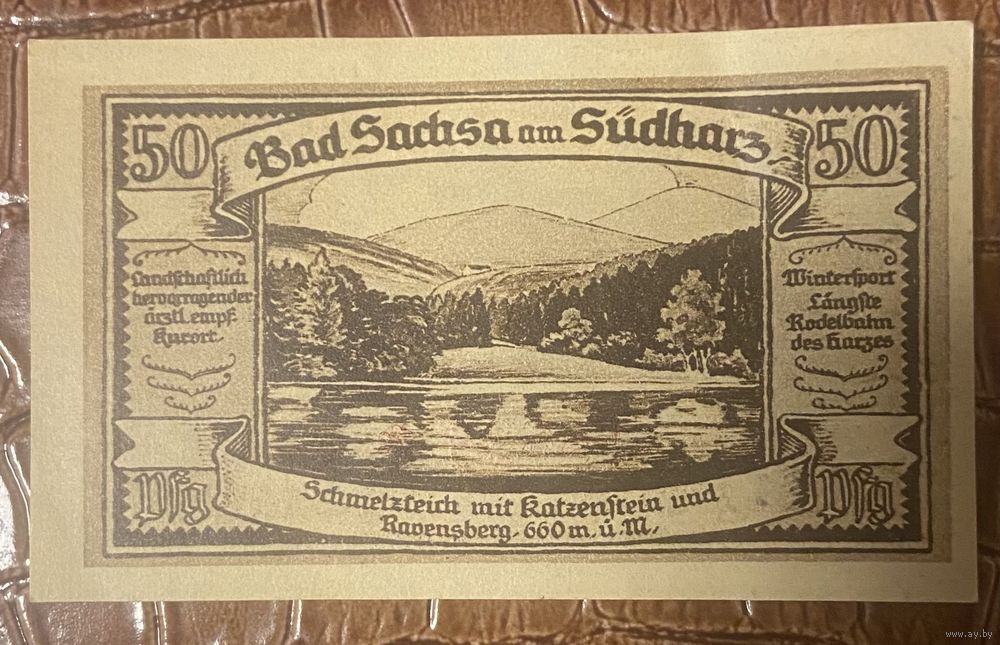 50
Bad Sachsa am Südharz
50
Landschaftlich
hervorragender
ärztl. empf.
Kurort.
Wintersport
Längste
Rodelbahn
des Harzes
Pfg
Schmelzteich mit Katzenstein und
Ravensberg. 660 m. ü. M.
Pfg
www.ay.by